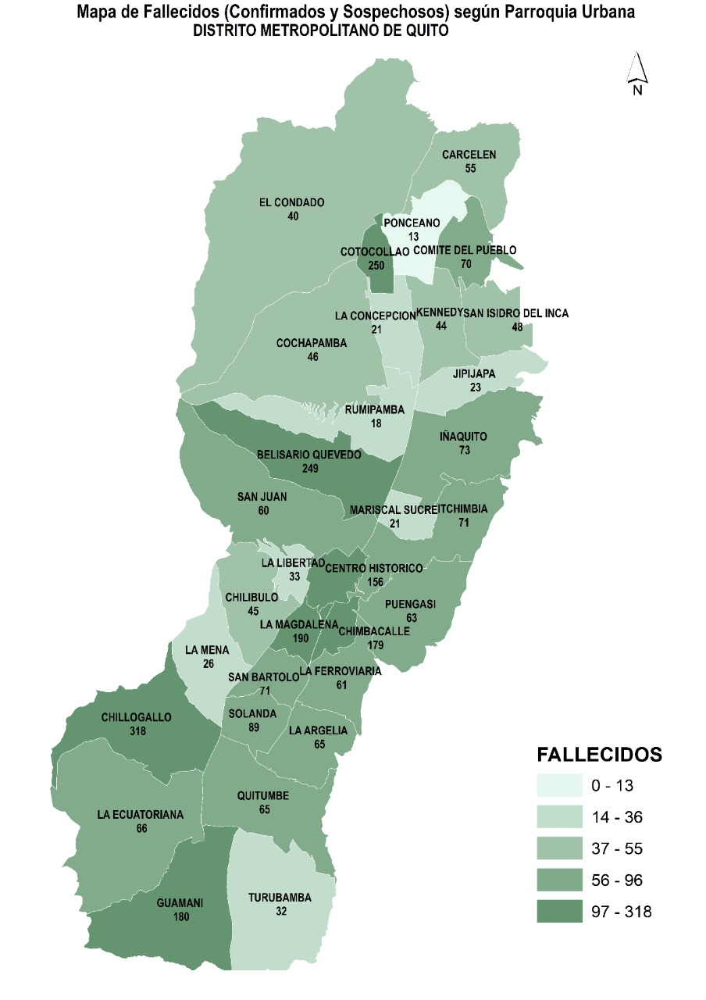 Mapa de Fallecidos (Confirmados y Sospechosos) según Parroquia Urbana
DISTRITO METROPOLITANO DE QUITO
N
CARCELEN
55
EL CONDADO
40
PONCEANO
13
COTOCOLLAO
250
COMITE DEL PUEBLO
70
LA CONCEPCION
21
KENNEDY
44
SAN ISIDRO DEL INCA
48
COCHAPAMBA
46
JIPIJAPA
23
RUMIPAMBA
18
IÑAQUITO
73
BELISARIO QUEVEDO
249
SAN JUAN
60
MARISCAL SUCRE
21
ITCHIMBIA
71
LA LIBERTAD
33
CENTRO HISTORICO
156
CHILIBULO
45
PUENGASI
63
LA MAGDALENA
190
CHIMBACALLE
179
LA MENA
26
SAN BARTOLO
71
LA FERROVIARIA
61
CHILLOGALLO
318
SOLANDA
89
LA ARGELIA
65
QUITUMBE
65
LA ECUATORIANA
66
GUAMANI
180
TURUBAMBA
32
FALLECIDOS
0 - 13
14 - 36
37 - 55
56 - 96
97 - 318